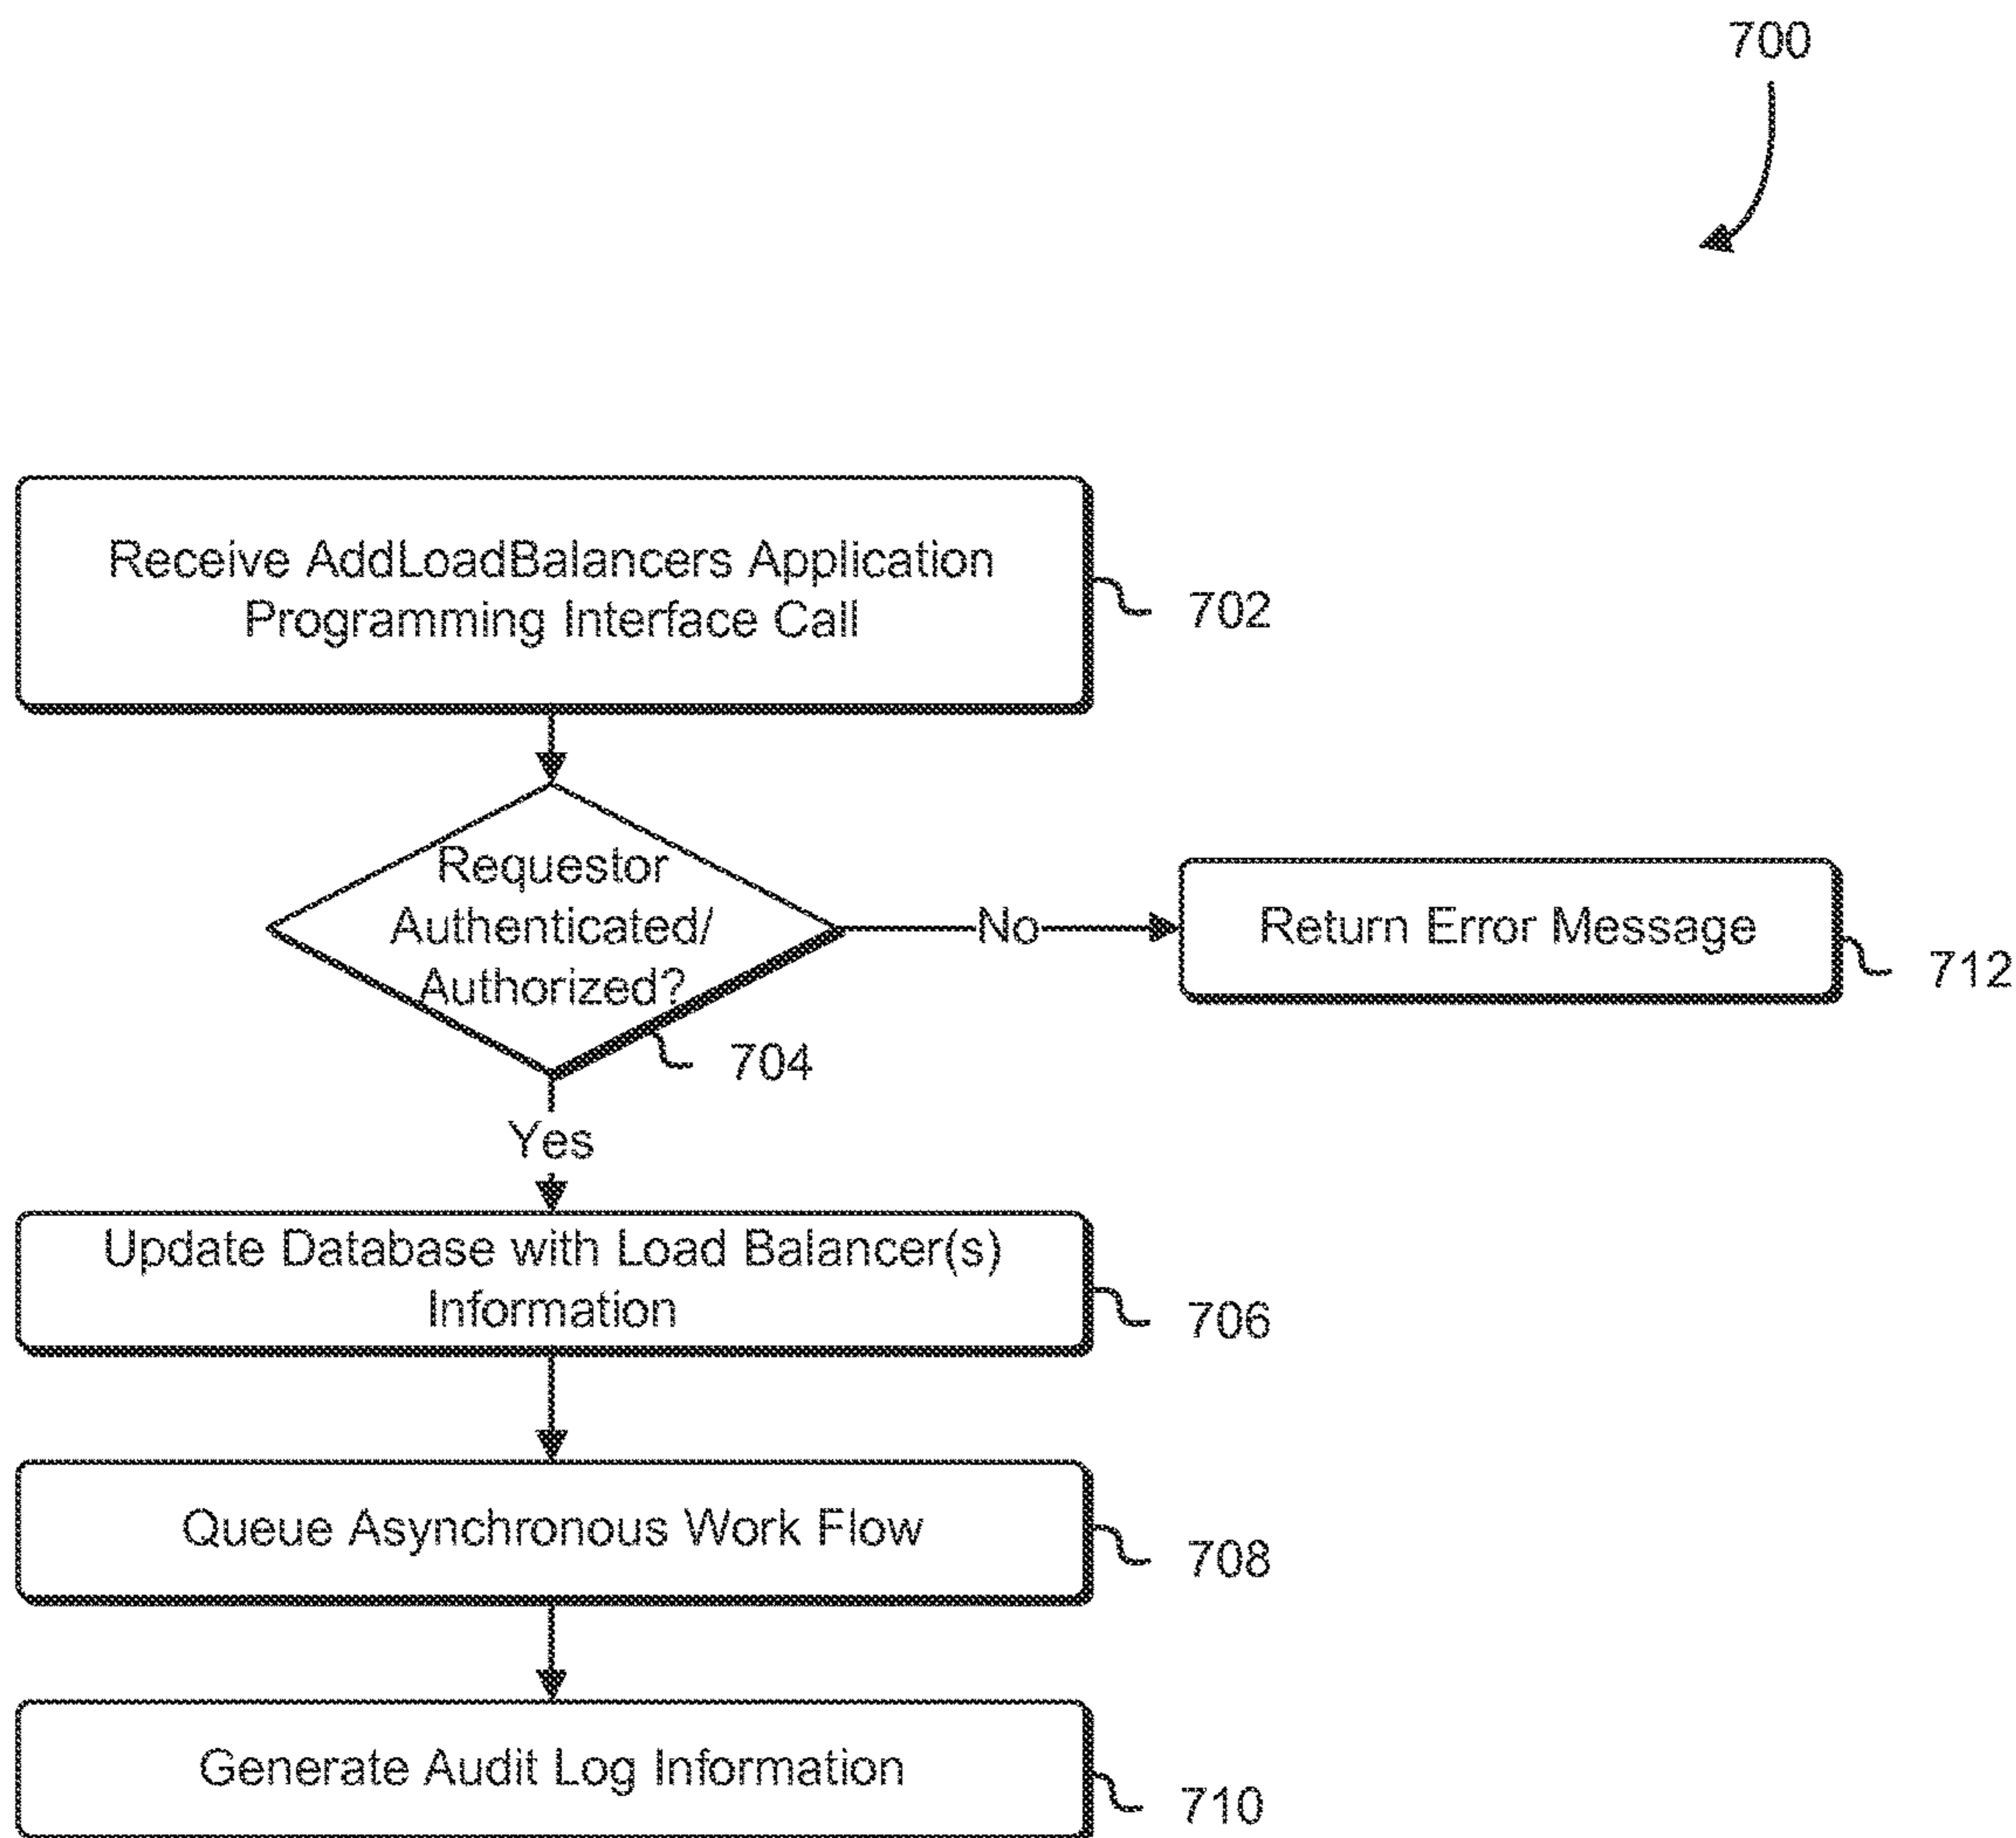 700
Receive AddLoadBalancers Application
Programming Interface Call
702
Requestor
Authenticated/
Authorized?
704
No
Return Error Message
712
Yes
Update Database with Load Balancer(s)
Information
706
Queue Asynchronous Work Flow
708
Generate Audit Log Information
710